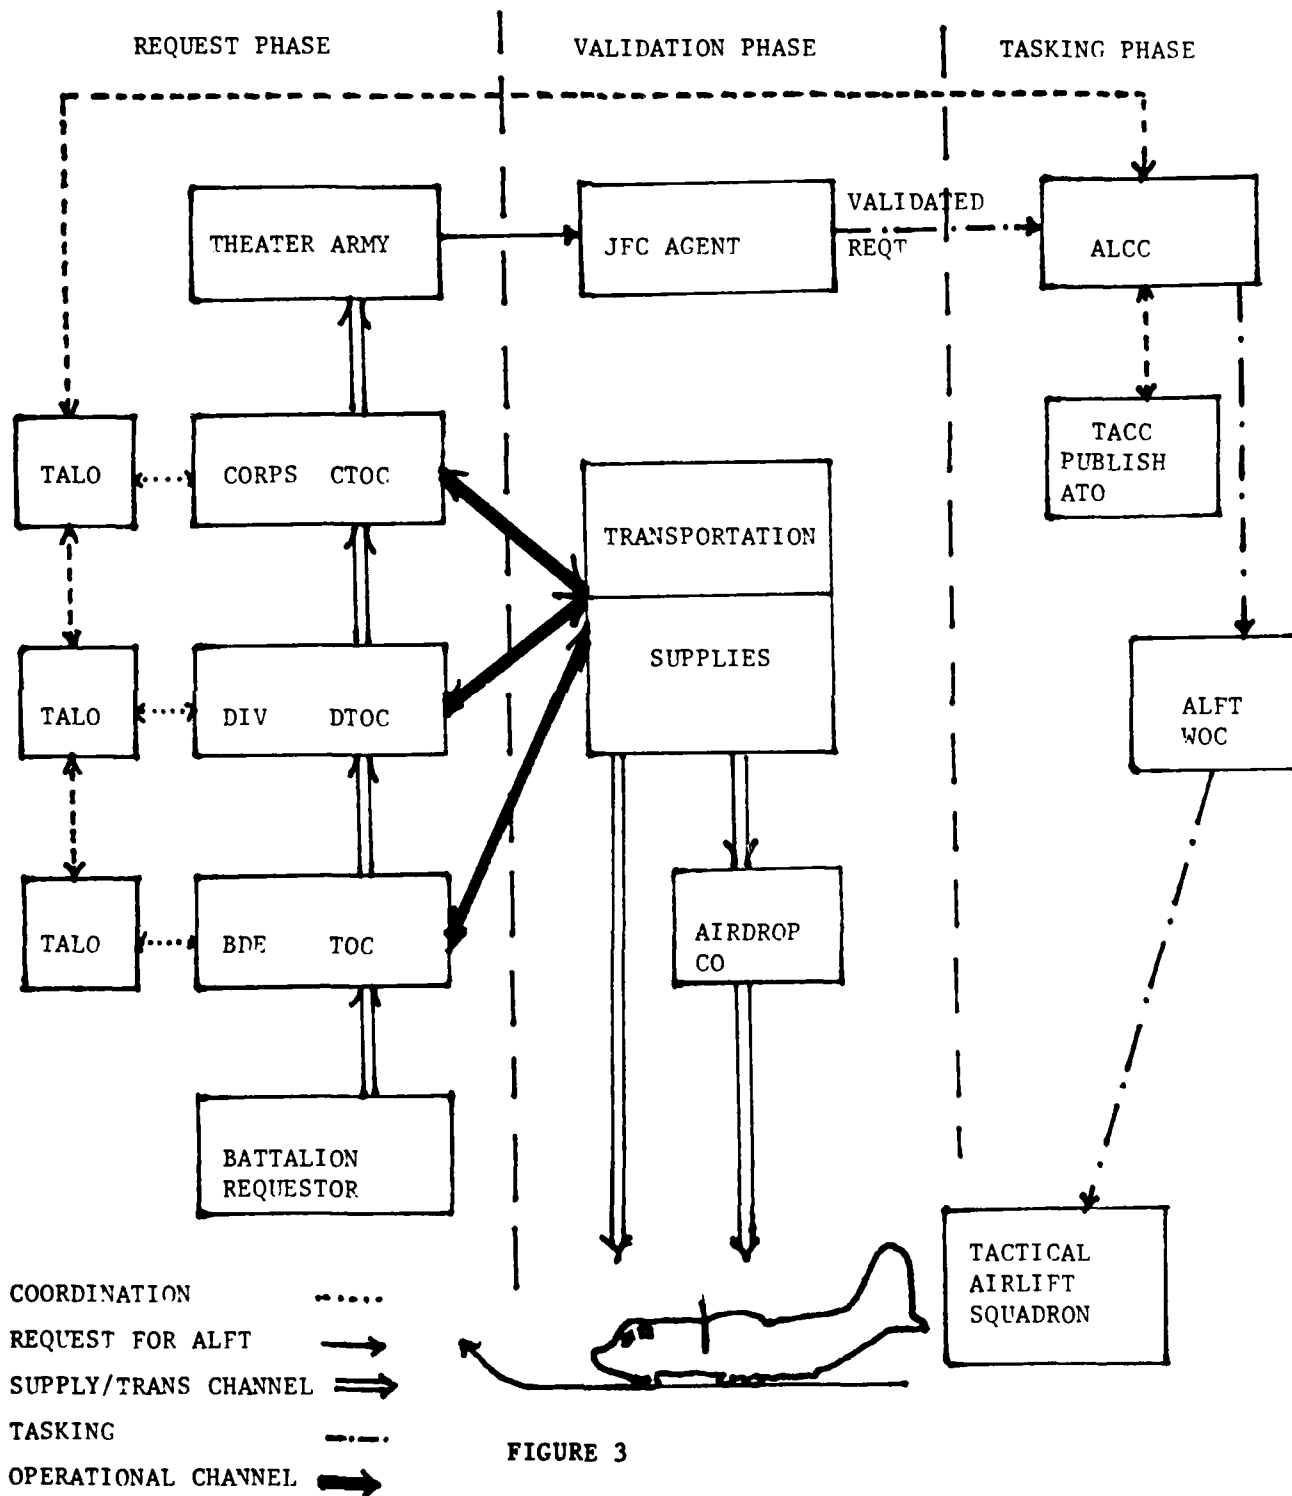 REQUEST PHASE
VALIDATION PHASE
TASKING PHASE
THEATER ARMY
JFC AGENT
VALIDATED
REQT
ALCC
TACC
PUBLISH
ATO
TALO
CORPS CTOC
TRANSPORTATION
SUPPLIES
TALO
DIV DTOC
ALFT
WOC
TALO
BDE TOC
AIRDROP
CO
BATTALION
REQUESTOR
TACTICAL
AIRLIFT
SQUADRON
COORDINATION
REQUEST FOR ALFT
SUPPLY/TRANS CHANNEL
TASKING
OPERATIONAL CHANNEL
FIGURE 3